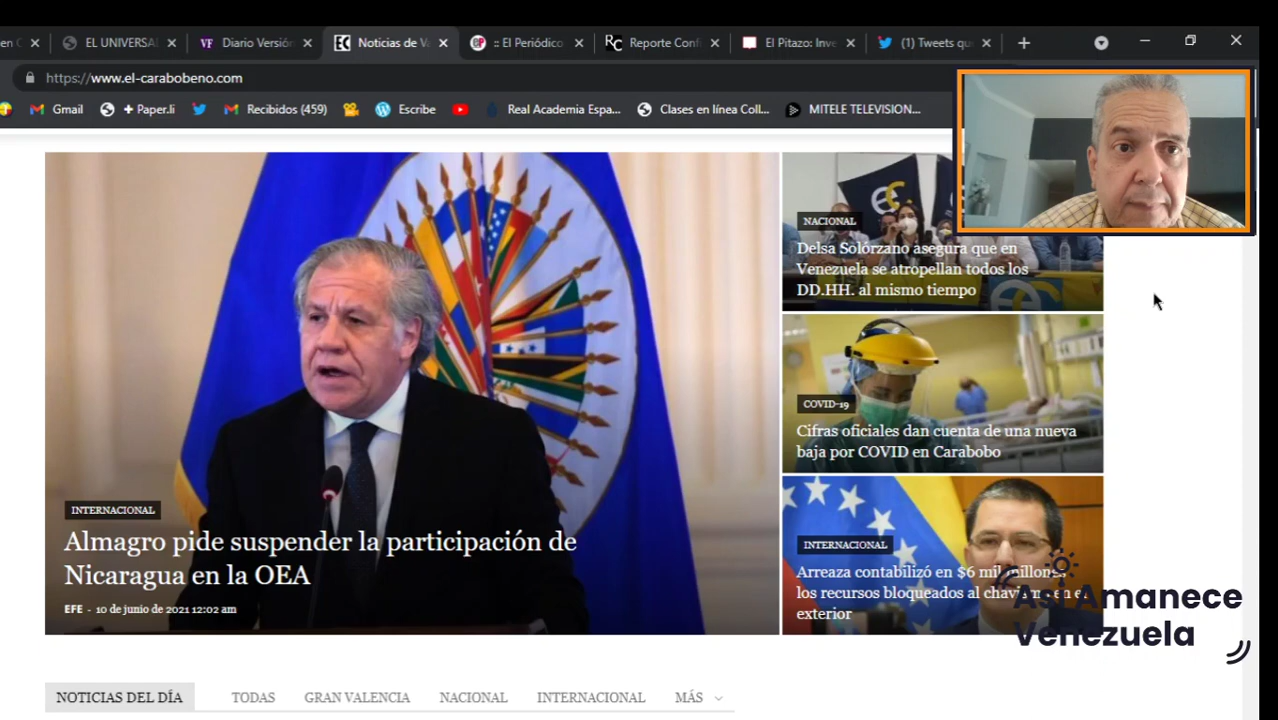 en C
EL UNIVERSA
Diario Versión
Noticias de V
:: El Periódico
Reporte Conf
El Pitazo: Inve
(1) Tweets qu
https://www.el-carabobeno.com
Gmail
+ Paper.li
Recibidos (459)
Escribe
Real Academia Espa...
Clases en línea Coll...
MITELE TELEVISION...
NACIONAL
Delsa Solórzano asegura que en
Venezuela se atropellan todos los
DD.HH. al mismo tiempo
COVID-19
Cifras oficiales dan cuenta de una nueva
baja por COVID en Carabobo
INTERNACIONAL
Almagro pide suspender la participación de
Nicaragua en la OEA
EFE - 10 de junio de 2021 12:02 am
INTERNACIONAL
Arreaza contabilizó en $6 mil millones
los recursos bloqueados al chavismo en el
exterior
Así Amanece
Venezuela
NOTICIAS DEL DÍA
TODAS
GRAN VALENCIA
NACIONAL
INTERNACIONAL
MÁS